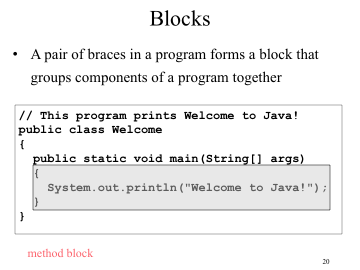 Blocks
• A pair of braces in a program forms a block that
groups components of a program together
// This program prints Welcome to Java!
public class Welcome
{
public static void main(String[] args)
{
System.out.println("Welcome to Java!");
}
}
method block
20